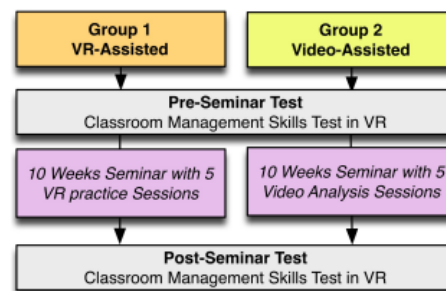 Group 1
VR-Assisted
Group 2
Video-Assisted
Pre-Seminar Test
Classroom Management Skills Test in VR
10 Weeks Seminar with 5
VR practice Sessions
10 Weeks Seminar with 5
Video Analysis Sessions
Post-Seminar Test
Classroom Management Skills Test in VR